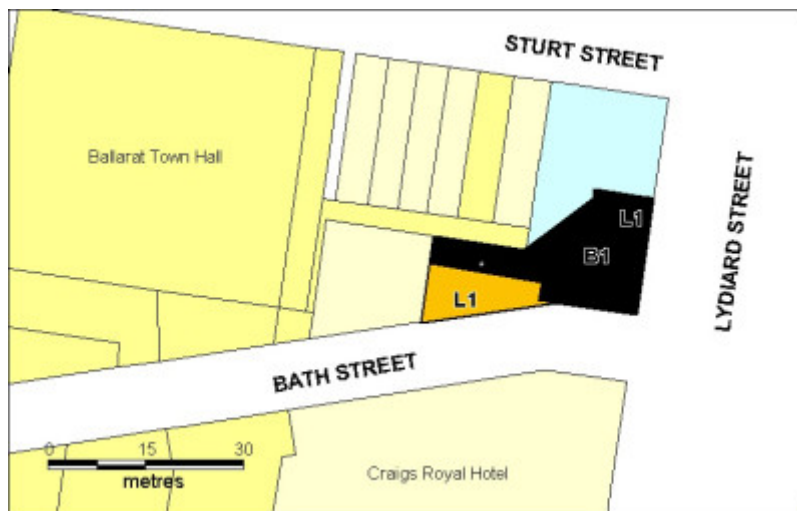 STURT STREET
Ballarat Town Hall
LYDIARD STREET
L1
B1
L1
BATH STREET
0 15 30
metres
Craigs Royal Hotel